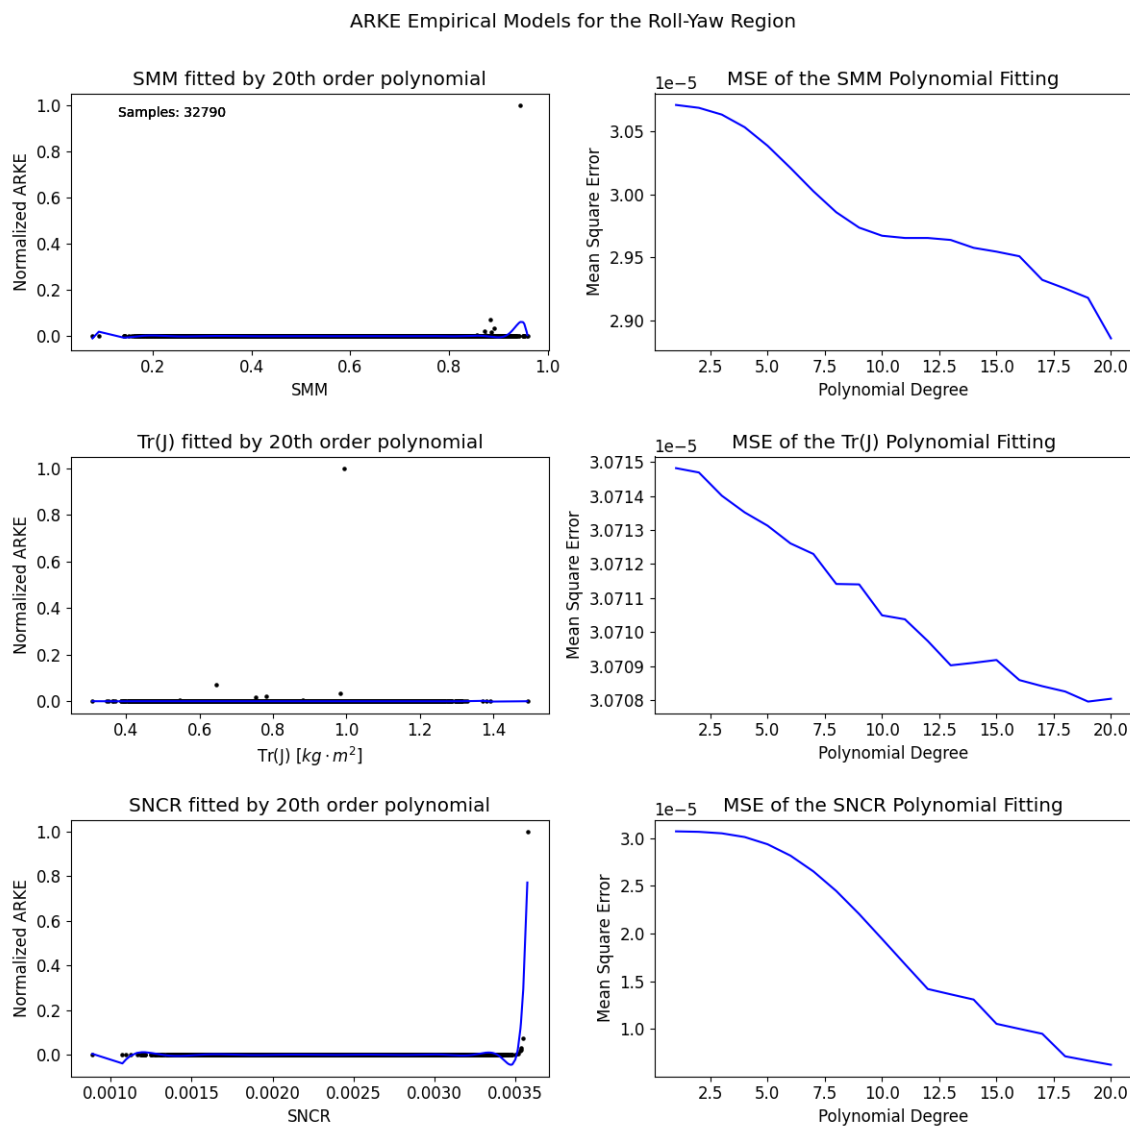 ARKE Empirical Models for the Roll-Yaw Region
SMM fitted by 20th order polynomial
Samples: 32790
Normalized ARKE
1.0
0.8
0.6
0.4
0.2
0.0
0.2 0.4 0.6 0.8 1.0
SMM
MSE of the SMM Polynomial Fitting
1e−5
Mean Square Error
3.05
3.00
2.95
2.90
2.5 5.0 7.5 10.0 12.5 15.0 17.5 20.0
Polynomial Degree
Tr(J) fitted by 20th order polynomial
Normalized ARKE
1.0
0.8
0.6
0.4
0.2
0.0
0.4 0.6 0.8 1.0 1.2 1.4
Tr(J) [kg · m²]
MSE of the Tr(J) Polynomial Fitting
1e−5
Mean Square Error
3.0715
3.0714
3.0713
3.0712
3.0711
3.0710
3.0709
3.0708
2.5 5.0 7.5 10.0 12.5 15.0 17.5 20.0
Polynomial Degree
SNCR fitted by 20th order polynomial
Normalized ARKE
1.0
0.8
0.6
0.4
0.2
0.0
0.0010 0.0015 0.0020 0.0025 0.0030 0.0035
SNCR
MSE of the SNCR Polynomial Fitting
1e−5
Mean Square Error
3.0
2.5
2.0
1.5
1.0
2.5 5.0 7.5 10.0 12.5 15.0 17.5 20.0
Polynomial Degree